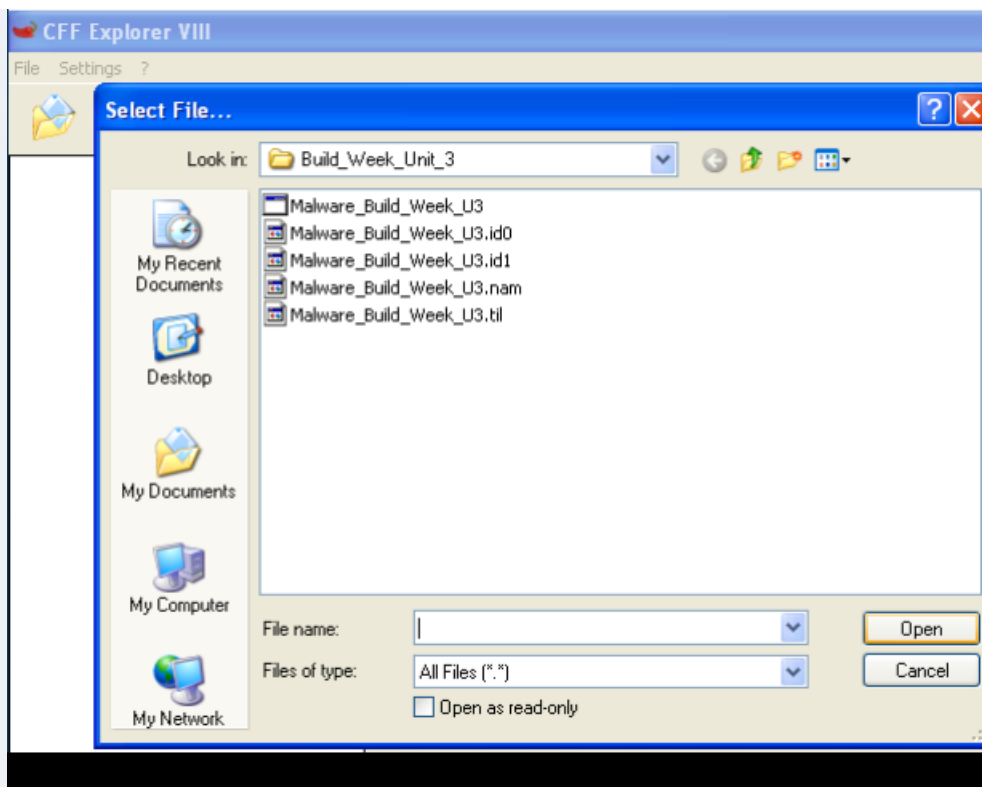 CFF Explorer VIII
File Settings ?
Select File...
Look in: Build_Week_Unit_3
My Recent Documents
Desktop
My Documents
My Computer
My Network
Malware_Build_Week_U3
Malware_Build_Week_U3.id0
Malware_Build_Week_U3.id1
Malware_Build_Week_U3.nam
Malware_Build_Week_U3.til
File name: Open
Files of type: All Files (*.*) Cancel
Open as read-only